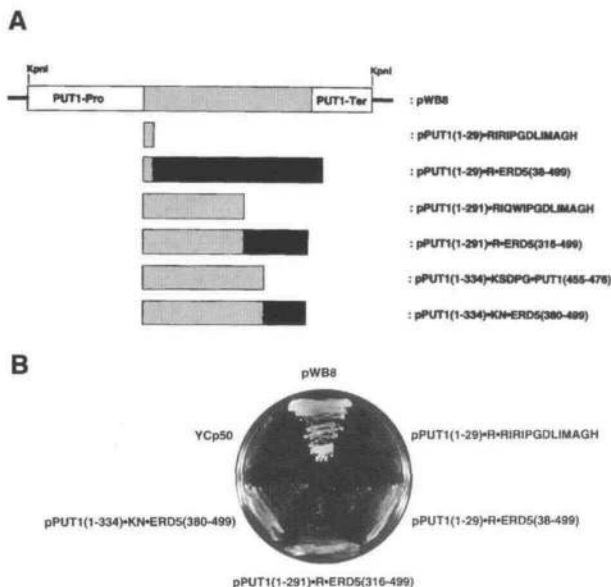 A
KpnI KpnI
PUT1-Pro PUT1-Ter : pWB8
: pPUT1(1-29)•RIRIPGDLIMAGH
: pPUT1(1-29)•R•ERD5(38-499)
: pPUT1(1-291)•RIQWIPGDLIMAGH
: pPUT1(1-291)•R•ERD5(316-499)
: pPUT1(1-334)•KSDPG•PUT1(455-476)
: pPUT1(1-334)•KN•ERD5(380-499)
B
pWB8
YCp50 pPUT1(1-29)•R•RIRIPGDLIMAGH
pPUT1(1-334)•KN•ERD5(380-499) pPUT1(1-29)•R•ERD5(38-499)
pPUT1(1-291)•R•ERD5(316-499)